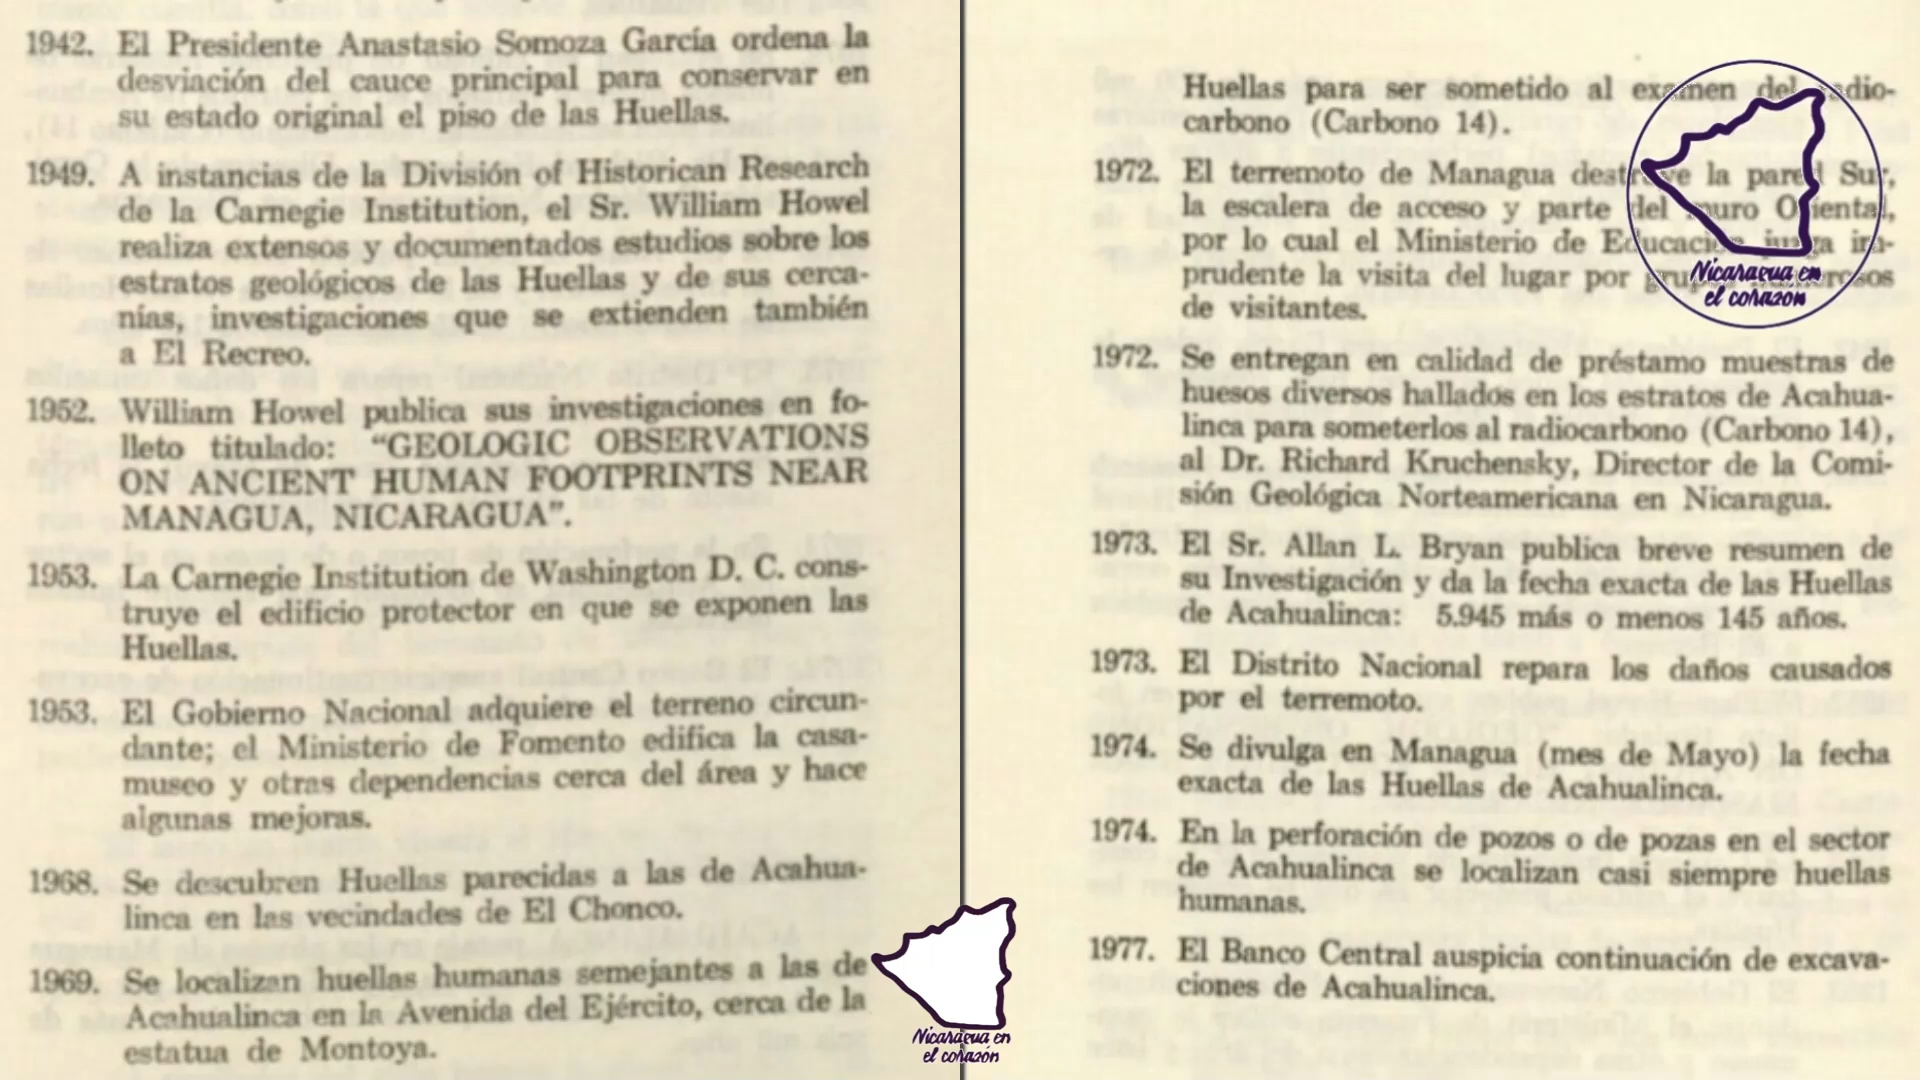 1942. El Presidente Anastasio Somoza García ordena la
desviación del cauce principal para conservar en
su estado original el piso de las Huellas.
1949. A instancias de la División of Historican Research
de la Carnegie Institution, el Sr. William Howel
realiza extensos y documentados estudios sobre los
estratos geológicos de las Huellas y de sus cerca-
nías, investigaciones que se extienden también
a El Recreo.
1952. William Howel publica sus investigaciones en fo-
lleto titulado: “GEOLOGIC OBSERVATIONS
ON ANCIENT HUMAN FOOTPRINTS NEAR
MANAGUA, NICARAGUA”.
1953. La Carnegie Institution de Washington D. C. cons-
truye el edificio protector en que se exponen las
Huellas.
1953. El Gobierno Nacional adquiere el terreno circun-
dante; el Ministerio de Fomento edifica la casa-
museo y otras dependencias cerca del área y hace
algunas mejoras.
1968. Se descubren Huellas parecidas a las de Acahua-
linca en las vecindades de El Chonco.
1969. Se localizan huellas humanas semejantes a las de
Acahualinca en la Avenida del Ejército, cerca de la
estatua de Montoya.
Huellas para ser sometido al examen del radio-
carbono (Carbono 14).
1972. El terremoto de Managua destruye la pared Sur,
la escalera de acceso y parte del muro Oriental,
por lo cual el Ministerio de Educación juzga im-
prudente la visita del lugar por grupos numerosos
de visitantes.
1972. Se entregan en calidad de préstamo muestras de
huesos diversos hallados en los estratos de Acahua-
linca para someterlos al radiocarbono (Carbono 14),
al Dr. Richard Kruchensky, Director de la Comi-
sión Geológica Norteamericana en Nicaragua.
1973. El Sr. Allan L. Bryan publica breve resumen de
su Investigación y da la fecha exacta de las Huellas
de Acahualinca: 5.945 más o menos 145 años.
1973. El Distrito Nacional repara los daños causados
por el terremoto.
1974. Se divulga en Managua (mes de Mayo) la fecha
exacta de las Huellas de Acahualinca.
1974. En la perforación de pozos o de pozas en el sector
de Acahualinca se localizan casi siempre huellas
humanas.
1977. El Banco Central auspicia continuación de excava-
ciones de Acahualinca.
Nicaragua en
el corazón
Nicaragua en
el corazón